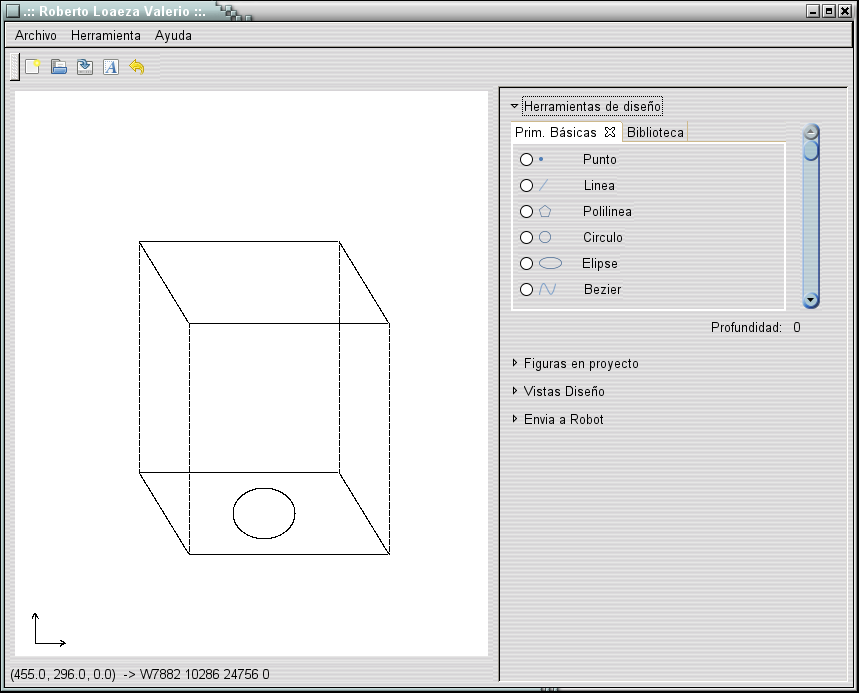 .:: Roberto Loaeza Valerio ::.
Archivo Herramienta Ayuda
A
Herramientas de diseño
Prim. Básicas Biblioteca
Punto
Linea
Polilinea
Circulo
Elipse
Bezier
Profundidad: 0
Figuras en proyecto
Vistas Diseño
Envia a Robot
(455.0, 296.0, 0.0) -> W7882 10286 24756 0